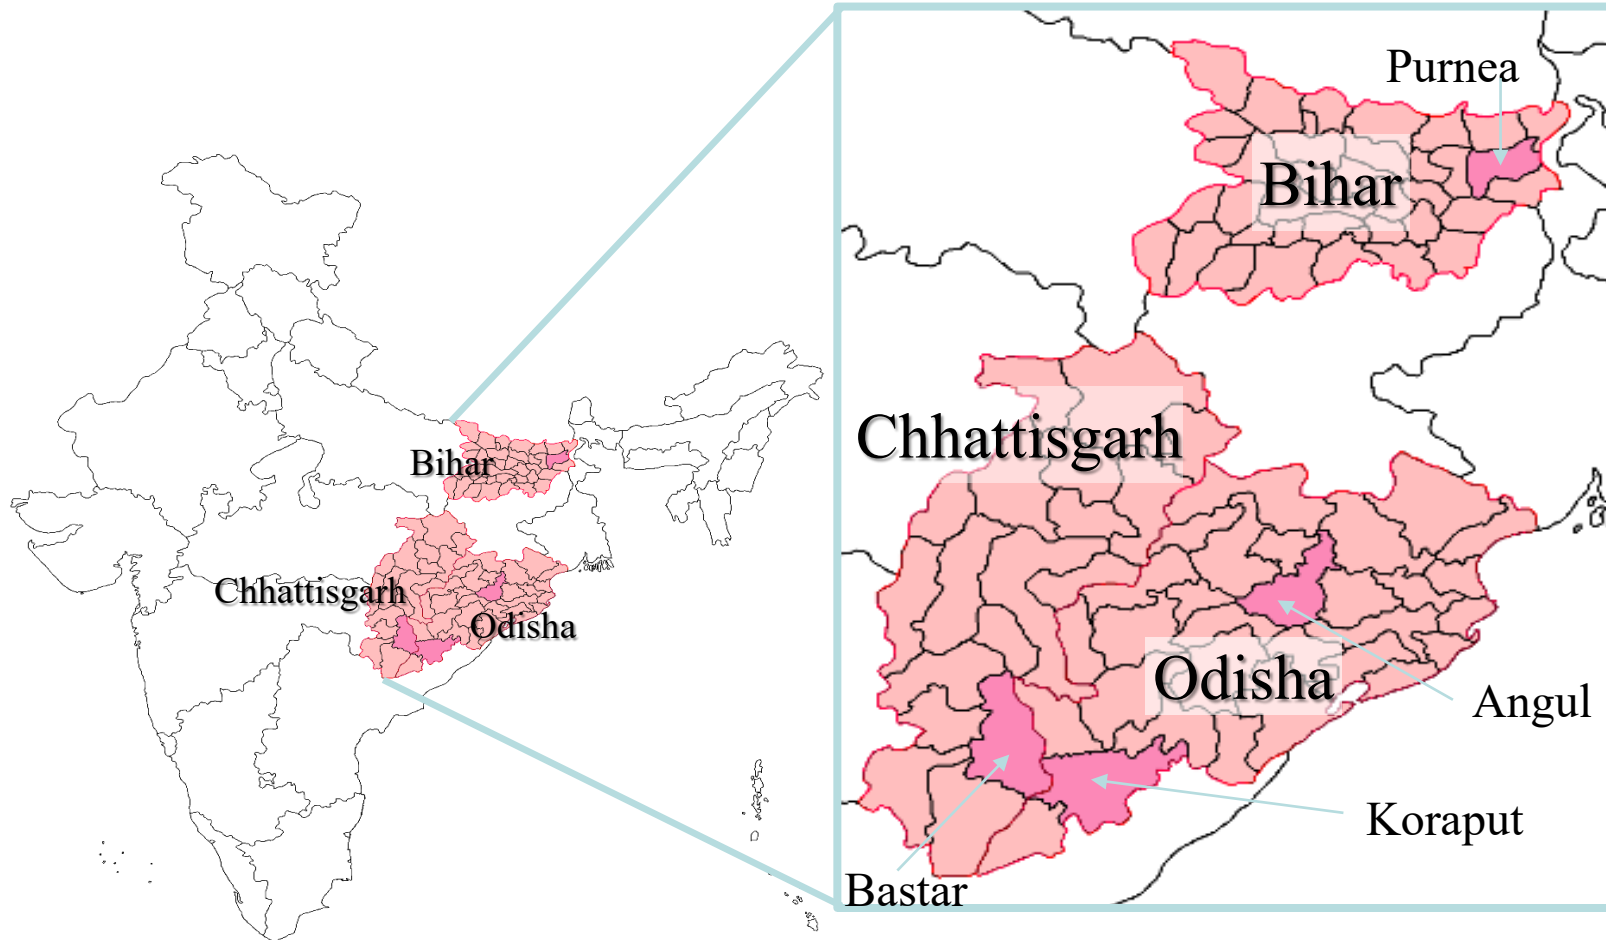 Bihar
Chhattisgarh
Odisha
Purnea
Bihar
Chhattisgarh
Odisha
Angul
Koraput
Bastar